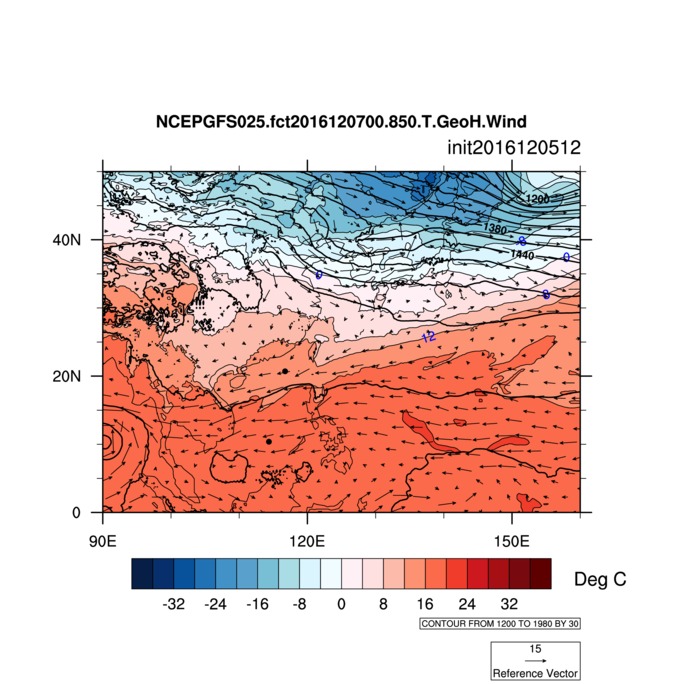 NCEPGFS025.fct2016120700.850.T.GeoH.Wind
init2016120512
1200
1380
8
1440
0
40N
0
8
12
20N
0
90E 120E 150E
-32 -24 -16 -8 0 8 16 24 32
Deg C
CONTOUR FROM 1200 TO 1980 BY 30
15
Reference Vector